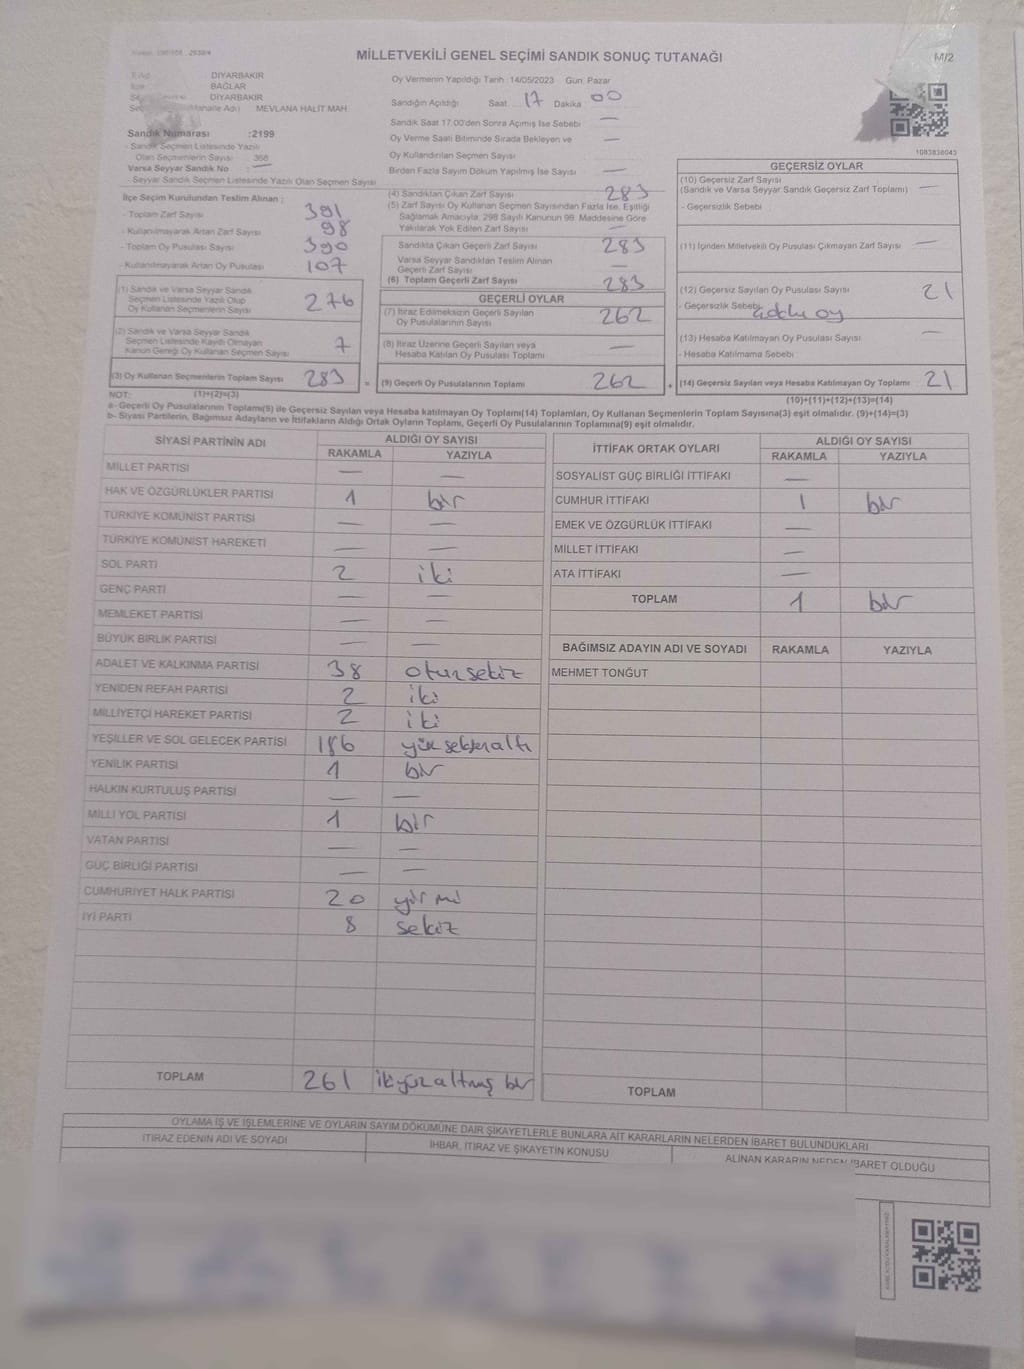 MİLLETVEKİLİ GENEL SEÇİMİ SANDIK SONUÇ TUTANAĞI
M/2
DİYARBAKIR
BAĞLAR
DİYARBAKIR
Mahalle Adı MEVLANA HALİT MAH
Sandık Numarası :2199
- Sandık Seçmen Listesinde Yazılı
Olan Seçmenlerin Sayısı : 368
Varsa Seyyar Sandık No : —
- Seyyar Sandık Seçmen Listesinde Yazılı Olan Seçmen Sayısı
İlçe Seçim Kurulundan Teslim Alınan ;
- Toplam Zarf Sayısı 391
- Kullanılmayarak Artan Zarf Sayısı 98
- Toplam Oy Pusulası Sayısı 390
- Kullanılmayarak Artan Oy Pusulası 107
(1) Sandık ve Varsa Seyyar Sandık
Seçmen Listesinde Yazılı Olup
Oy Kullanan Seçmenlerin Sayısı 276
(2) Sandık ve Varsa Seyyar Sandık
Seçmen Listesinde Kayıtlı Olmayan
Kanun Gereği Oy Kullanan Seçmen Sayısı 7
(3) Oy Kullanan Seçmenlerin Toplam Sayısı 283 =
Oy Vermenin Yapıldığı Tarih :14/05/2023 Gün: Pazar
Sandığın Açıldığı Saat 17 Dakika 00
Sandık Saat 17.00'den Sonra Açılmış İse Sebebi —
Oy Verme Saati Bitiminde Sırada Bekleyen ve —
Oy Kullandırılan Seçmen Sayısı
Birden Fazla Sayım Döküm Yapılmış İse Sayısı —
(4) Sandıktan Çıkan Zarf Sayısı 283
(5) Zarf Sayısı Oy Kullanan Seçmen Sayısından Fazla İse, Eşitliği
Sağlamak Amacıyla, 298 Sayılı Kanunun 98. Maddesine Göre
Yakılarak Yok Edilen Zarf Sayısı —
Sandıkta Çıkan Geçerli Zarf Sayısı 283
Varsa Seyyar Sandıktan Teslim Alınan
Geçerli Zarf Sayısı —
(6) Toplam Geçerli Zarf Sayısı 283
GEÇERLİ OYLAR
(7) İtiraz Edilmeksizin Geçerli Sayılan
Oy Pusulalarının Sayısı 262
(8) İtiraz Üzerine Geçerli Sayılan veya
Hesaba Katılan Oy Pusulası Toplamı —
(9) Geçerli Oy Pusulalarının Toplamı 262 +
1083838043
GEÇERSİZ OYLAR
(10) Geçersiz Zarf Sayısı
(Sandık ve Varsa Seyyar Sandık Geçersiz Zarf Toplamı) —
- Geçersizlik Sebebi
(11) İçinden Milletvekili Oy Pusulası Çıkmayan Zarf Sayısı —
(12) Geçersiz Sayılan Oy Pusulası Sayısı 21
- Geçersizlik Sebebi oy
(13) Hesaba Katılmayan Oy Pusulası Sayısı —
- Hesaba Katılmama Sebebi
(14) Geçersiz Sayılan veya Hesaba Katılmayan Oy Toplamı 21
NOT: (1)+(2)=(3)
(10)+(11)+(12)+(13)=(14)
a- Geçerli Oy Pusulalarının Toplamı(9) ile Geçersiz Sayılan veya Hesaba katılmayan Oy Toplamı(14) Toplamları, Oy Kullanan Seçmenlerin Toplam Sayısına(3) eşit olmalıdır. (9)+(14)=(3)
b- Siyasi Partilerin, Bağımsız Adayların ve İttifakların Aldığı Ortak Oyların Toplamı, Geçerli Oy Pusulalarının Toplamına(9) eşit olmalıdır.
SİYASİ PARTİNİN ADI ALDIĞI OY SAYISI
RAKAMLA YAZIYLA
MİLLET PARTİSİ — —
HAK VE ÖZGÜRLÜKLER PARTİSİ 1 bir
TÜRKİYE KOMÜNİST PARTİSİ — —
TÜRKİYE KOMÜNİST HAREKETİ — —
SOL PARTİ 2 iki
GENÇ PARTİ — —
MEMLEKET PARTİSİ — —
BÜYÜK BİRLİK PARTİSİ — —
ADALET VE KALKINMA PARTİSİ 38 otuzsekiz
YENİDEN REFAH PARTİSİ 2 iki
MİLLİYETÇİ HAREKET PARTİSİ 2 iki
YEŞİLLER VE SOL GELECEK PARTİSİ 186 yüzseksenaltı
YENİLİK PARTİSİ 1 bir
HALKIN KURTULUŞ PARTİSİ — —
MİLLİ YOL PARTİSİ 1 bir
VATAN PARTİSİ — —
GÜÇ BİRLİĞİ PARTİSİ — —
CUMHURİYET HALK PARTİSİ 20 yirmi
İYİ PARTİ 8 sekiz
TOPLAM 261 ikiyüzaltmış bir
İTTİFAK ORTAK OYLARI ALDIĞI OY SAYISI
RAKAMLA YAZIYLA
SOSYALİST GÜÇ BİRLİĞİ İTTİFAKI —
CUMHUR İTTİFAKI 1 bir
EMEK VE ÖZGÜRLÜK İTTİFAKI —
MİLLET İTTİFAKI —
ATA İTTİFAKI —
TOPLAM 1 bir
BAĞIMSIZ ADAYIN ADI VE SOYADI RAKAMLA YAZIYLA
MEHMET TONĞUT
TOPLAM
OYLAMA İŞ VE İŞLEMLERİNE VE OYLARIN SAYIM DÖKÜMÜNE DAİR ŞİKAYETLERLE BUNLARA AİT KARARLARIN NELERDEN İBARET BULUNDUKLARI
İTİRAZ EDENİN ADI VE SOYADI İHBAR, İTİRAZ VE ŞİKAYETİN KONUSU ALINAN KARARIN NEDEN İBARET OLDUĞU